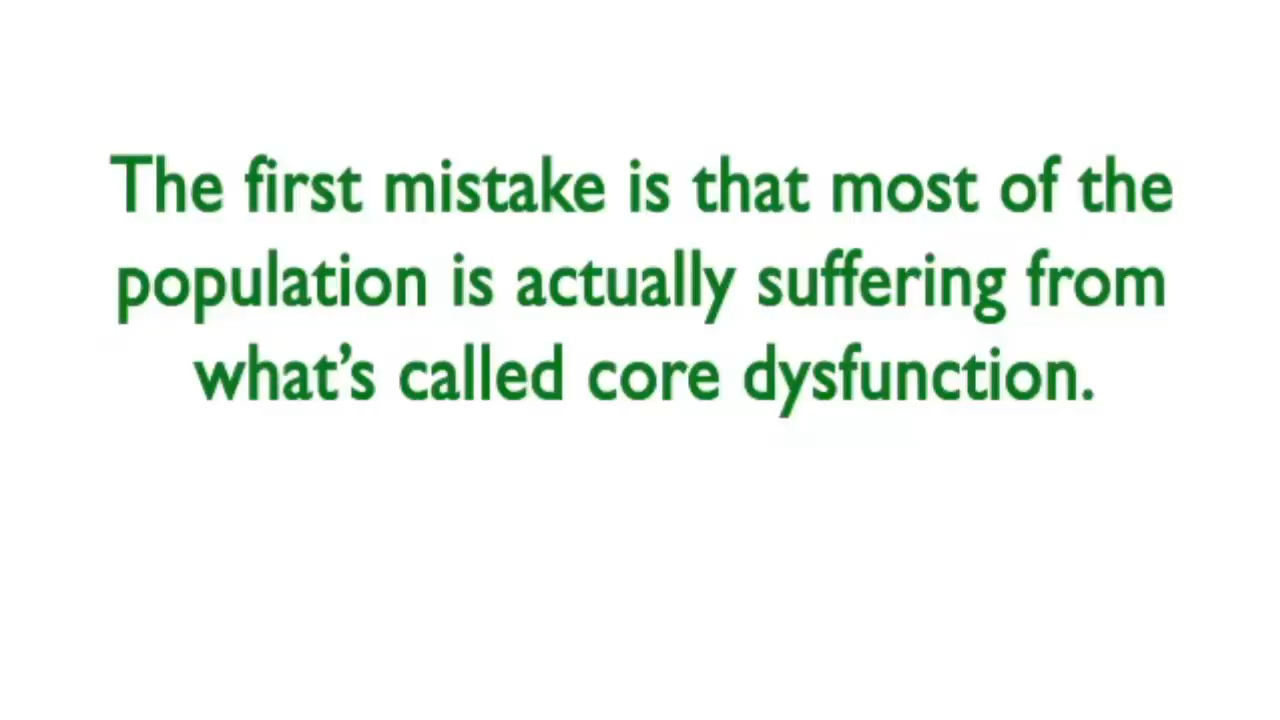 The first mistake is that most of the
population is actually suffering from
what’s called core dysfunction.